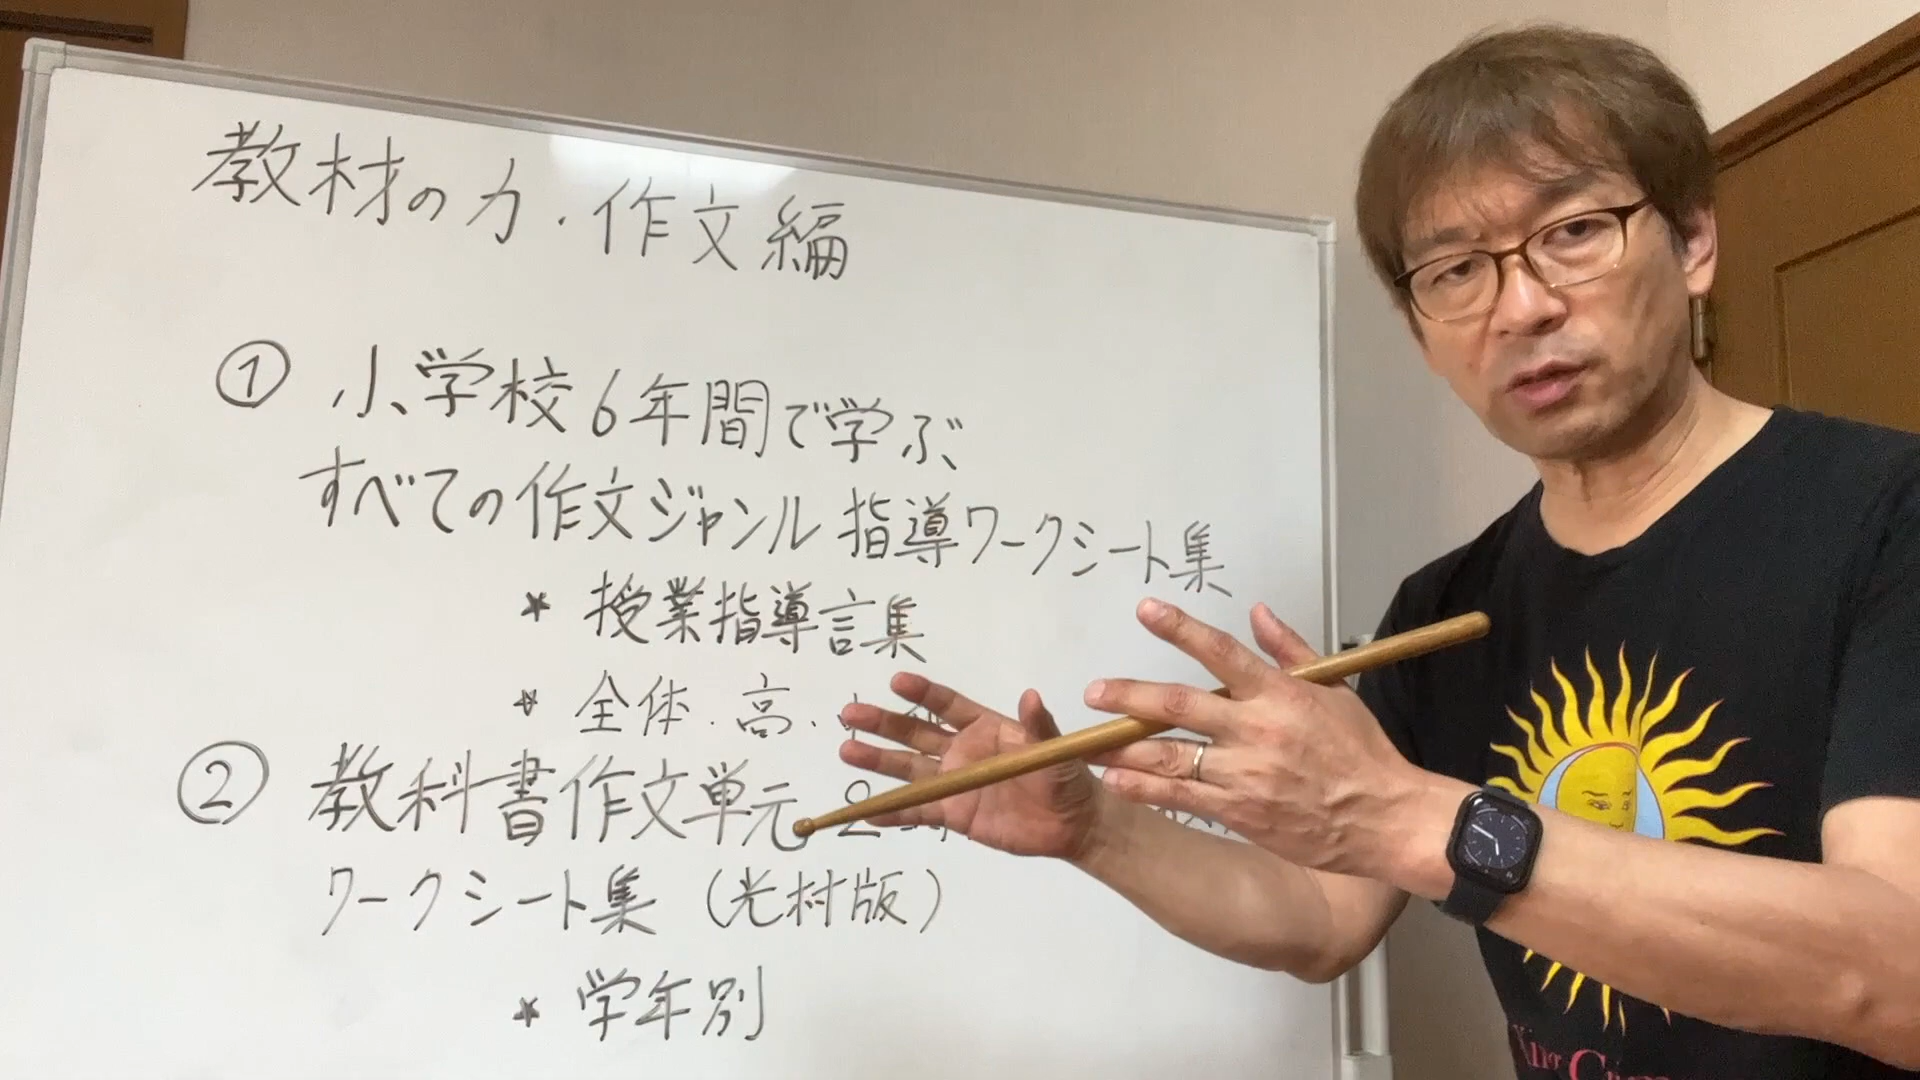 教材の力・作文編
① 小学校6年間で学ぶ
すべての作文ジャンル指導ワークシート集
* 授業指導言集
* 全体・高・
② 教科書作文単元
ワークシート集（光村版）
* 学年別
King